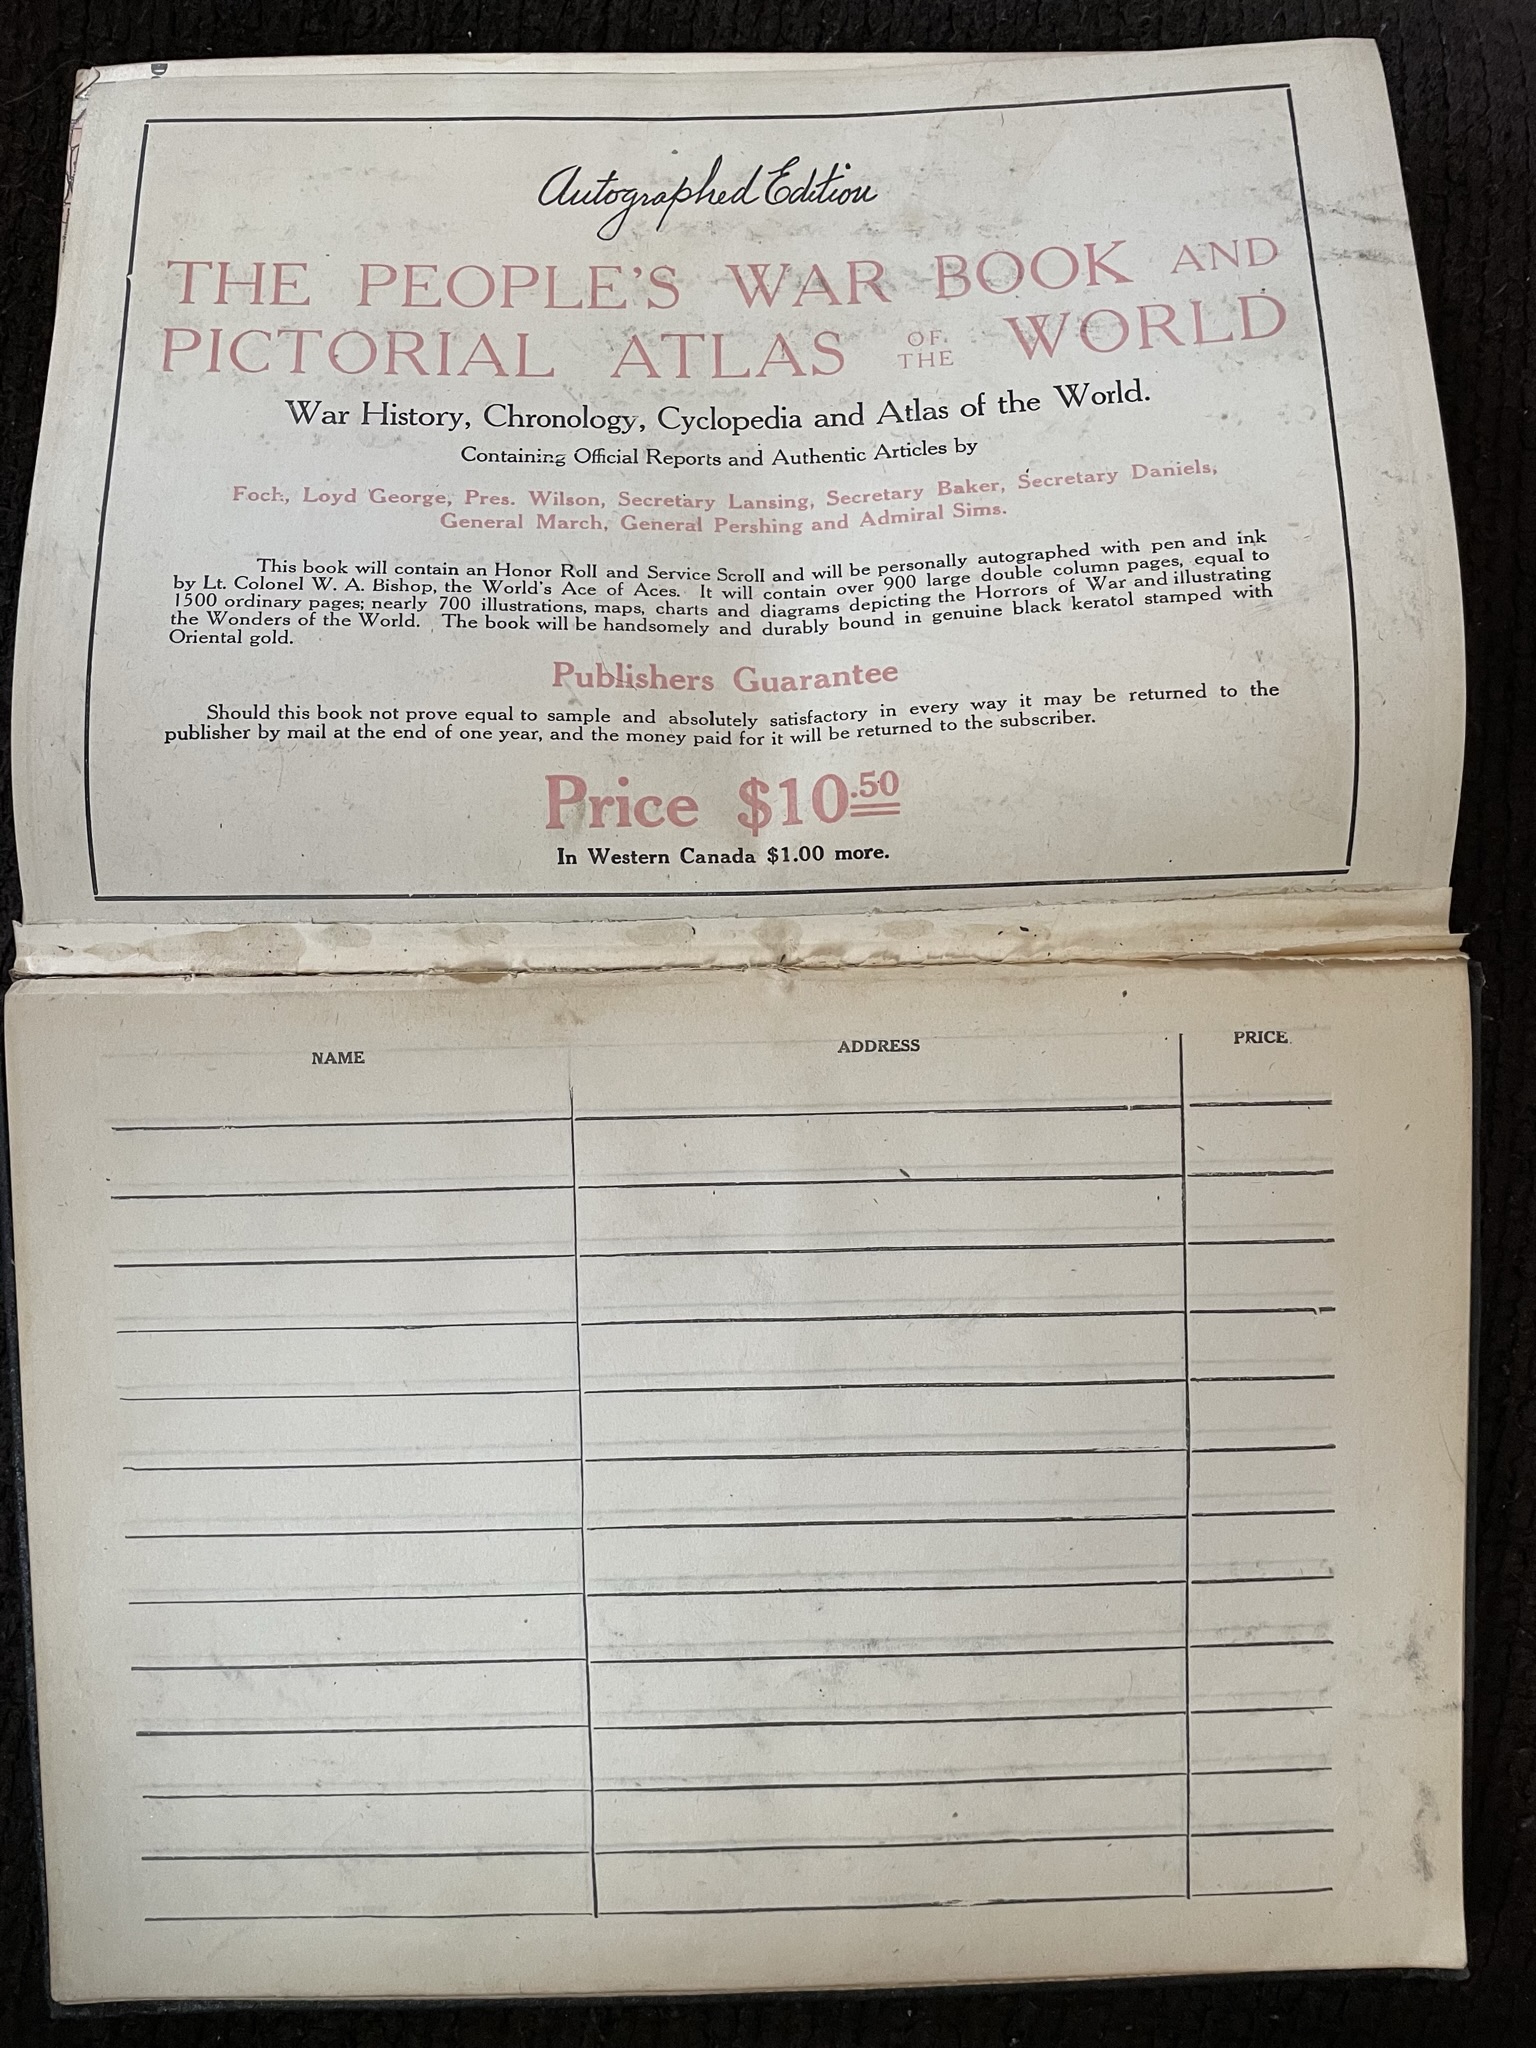 Autographed Edition
THE PEOPLE'S WAR BOOK AND
PICTORIAL ATLAS OF THE WORLD
War History, Chronology, Cyclopedia and Atlas of the World.
Containing Official Reports and Authentic Articles by
Foch, Loyd George, Pres. Wilson, Secretary Lansing, Secretary Baker, Secretary Daniels,
General March, General Pershing and Admiral Sims.
This book will contain an Honor Roll and Service Scroll and will be personally autographed with pen and ink
by Lt. Colonel W. A. Bishop, the World's Ace of Aces. It will contain over 900 large double column pages, equal to
1500 ordinary pages; nearly 700 illustrations, maps, charts and diagrams depicting the Horrors of War and illustrating
the Wonders of the World. The book will be handsomely and durably bound in genuine black keratol stamped with
Oriental gold.
Publishers Guarantee
Should this book not prove equal to sample and absolutely satisfactory in every way it may be returned to the
publisher by mail at the end of one year, and the money paid for it will be returned to the subscriber.
Price $10.50
In Western Canada $1.00 more.
NAME ADDRESS PRICE